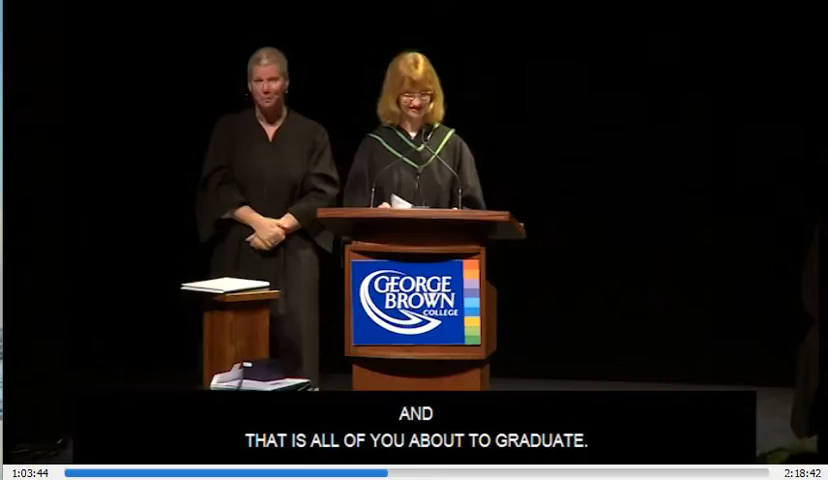 GEORGE
BROWN
COLLEGE
AND
THAT IS ALL OF YOU ABOUT TO GRADUATE.
1:03:44
2:18:42